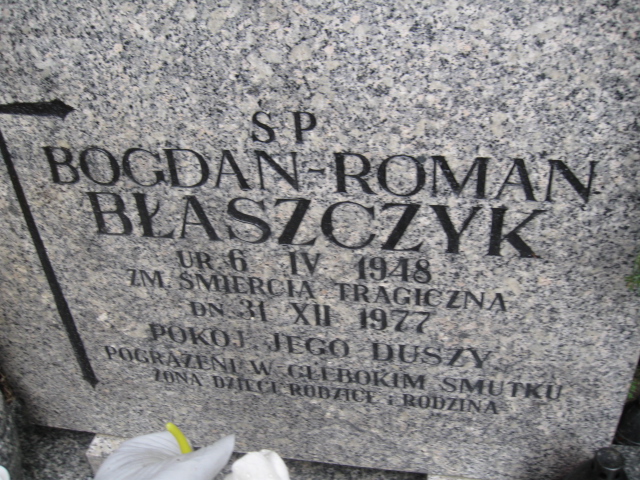 Ś P
BOGDAN-ROMAN
BŁASZCZYK
UR 6 IV 1948
ZM. ŚMIERCIĄ TRAGICZNĄ
DN 31 XII 1977
POKÓJ JEGO DUSZY
POGRĄŻENI W GŁĘBOKIM SMUTKU
ŻONA DZIECI RODZICE i RODZINA